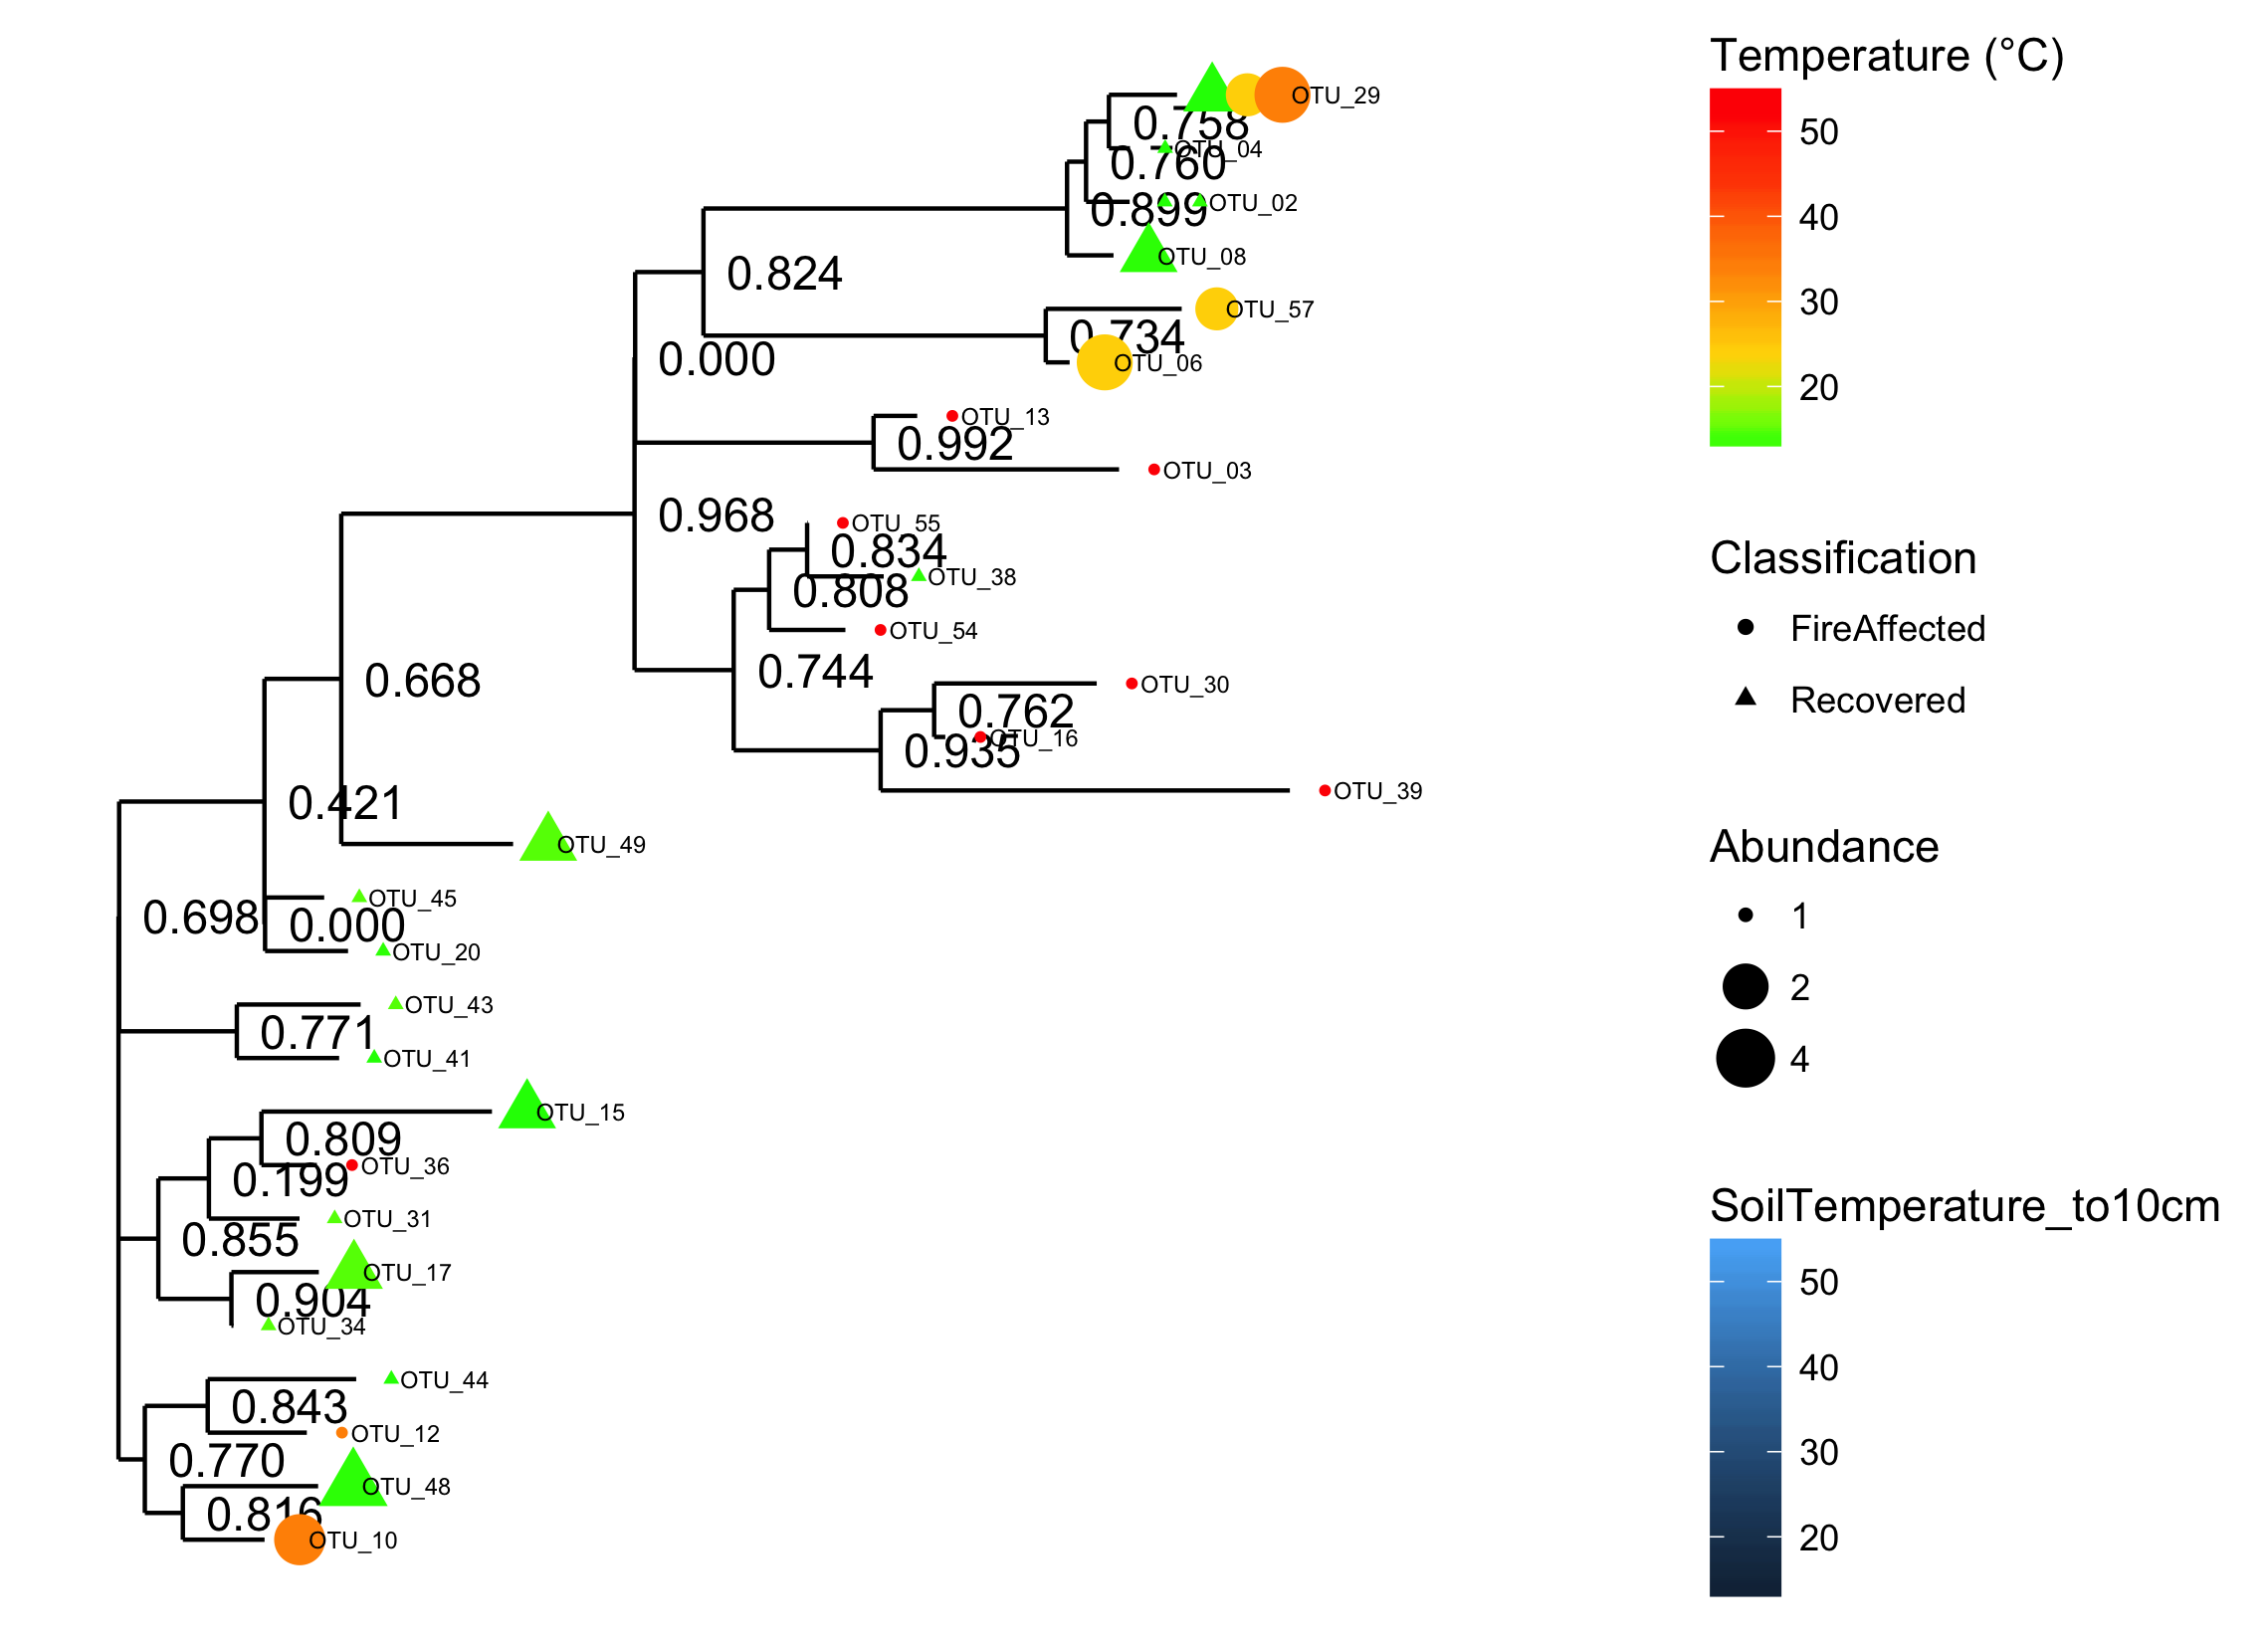 OTU_29
0.758
OTU_04
0.760
OTU_02
0.899
OTU_08
0.824
OTU_57
0.734
0.000
OTU_06
OTU_13
0.992
OTU_03
0.968
OTU_55
0.834
OTU_38
0.808
OTU_54
0.668
0.744
OTU_30
0.762
OTU_16
0.935
OTU_39
0.421
OTU_49
OTU_45
0.698
0.000
OTU_20
OTU_43
0.771
OTU_41
OTU_15
0.809
OTU_36
0.199
OTU_31
0.855
OTU_17
0.904
OTU_34
OTU_44
0.843
OTU_12
0.770
OTU_48
0.816
OTU_10
Temperature (°C)
50
40
30
20
Classification
FireAffected
Recovered
Abundance
1
2
4
SoilTemperature_to10cm
50
40
30
20